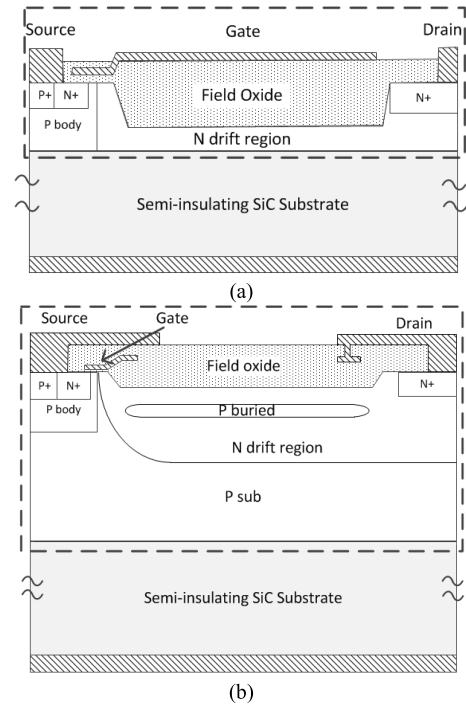 Source Gate Drain
P+ N+ N+
Field Oxide
P body
N drift region
Semi-insulating SiC Substrate
(a)
Source Gate Drain
Field oxide
P+ N+ N+
P body
P buried
N drift region
P sub
Semi-insulating SiC Substrate
(b)